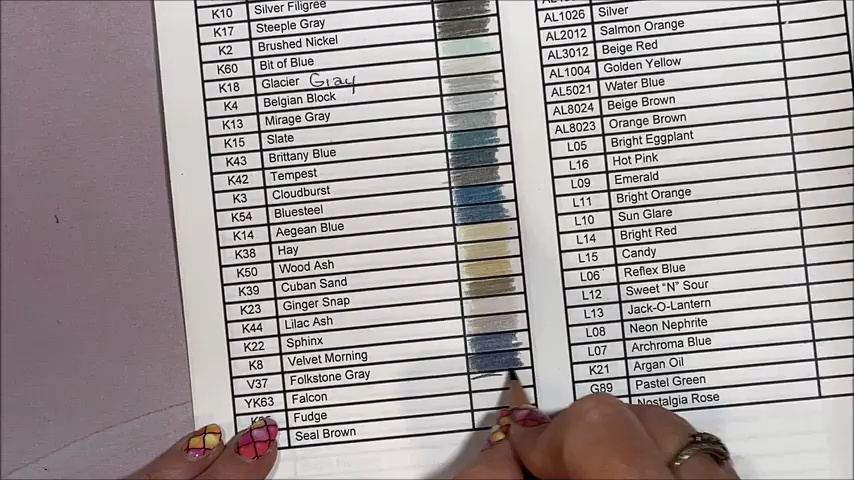 K10 Silver Filigree
K17 Steeple Gray
K2 Brushed Nickel
K60 Bit of Blue
K18 Glacier Gray
K4 Belgian Block
K13 Mirage Gray
K15 Slate
K43 Brittany Blue
K42 Tempest
K3 Cloudburst
K54 Bluesteel
K14 Aegean Blue
K38 Hay
K50 Wood Ash
K39 Cuban Sand
K23 Ginger Snap
K44 Lilac Ash
K22 Sphinx
K8 Velvet Morning
V37 Folkstone Gray
YK63 Falcon
Fudge
Seal Brown
AL1026 Silver
AL2012 Salmon Orange
AL3012 Beige Red
AL1004 Golden Yellow
AL5021 Water Blue
AL8024 Beige Brown
AL8023 Orange Brown
L05 Bright Eggplant
L16 Hot Pink
L09 Emerald
L11 Bright Orange
L10 Sun Glare
L14 Bright Red
L15 Candy
L06 Reflex Blue
L12 Sweet "N" Sour
L13 Jack-O-Lantern
L08 Neon Nephrite
L07 Archroma Blue
K21 Argan Oil
G89 Pastel Green
Nostalgia Rose